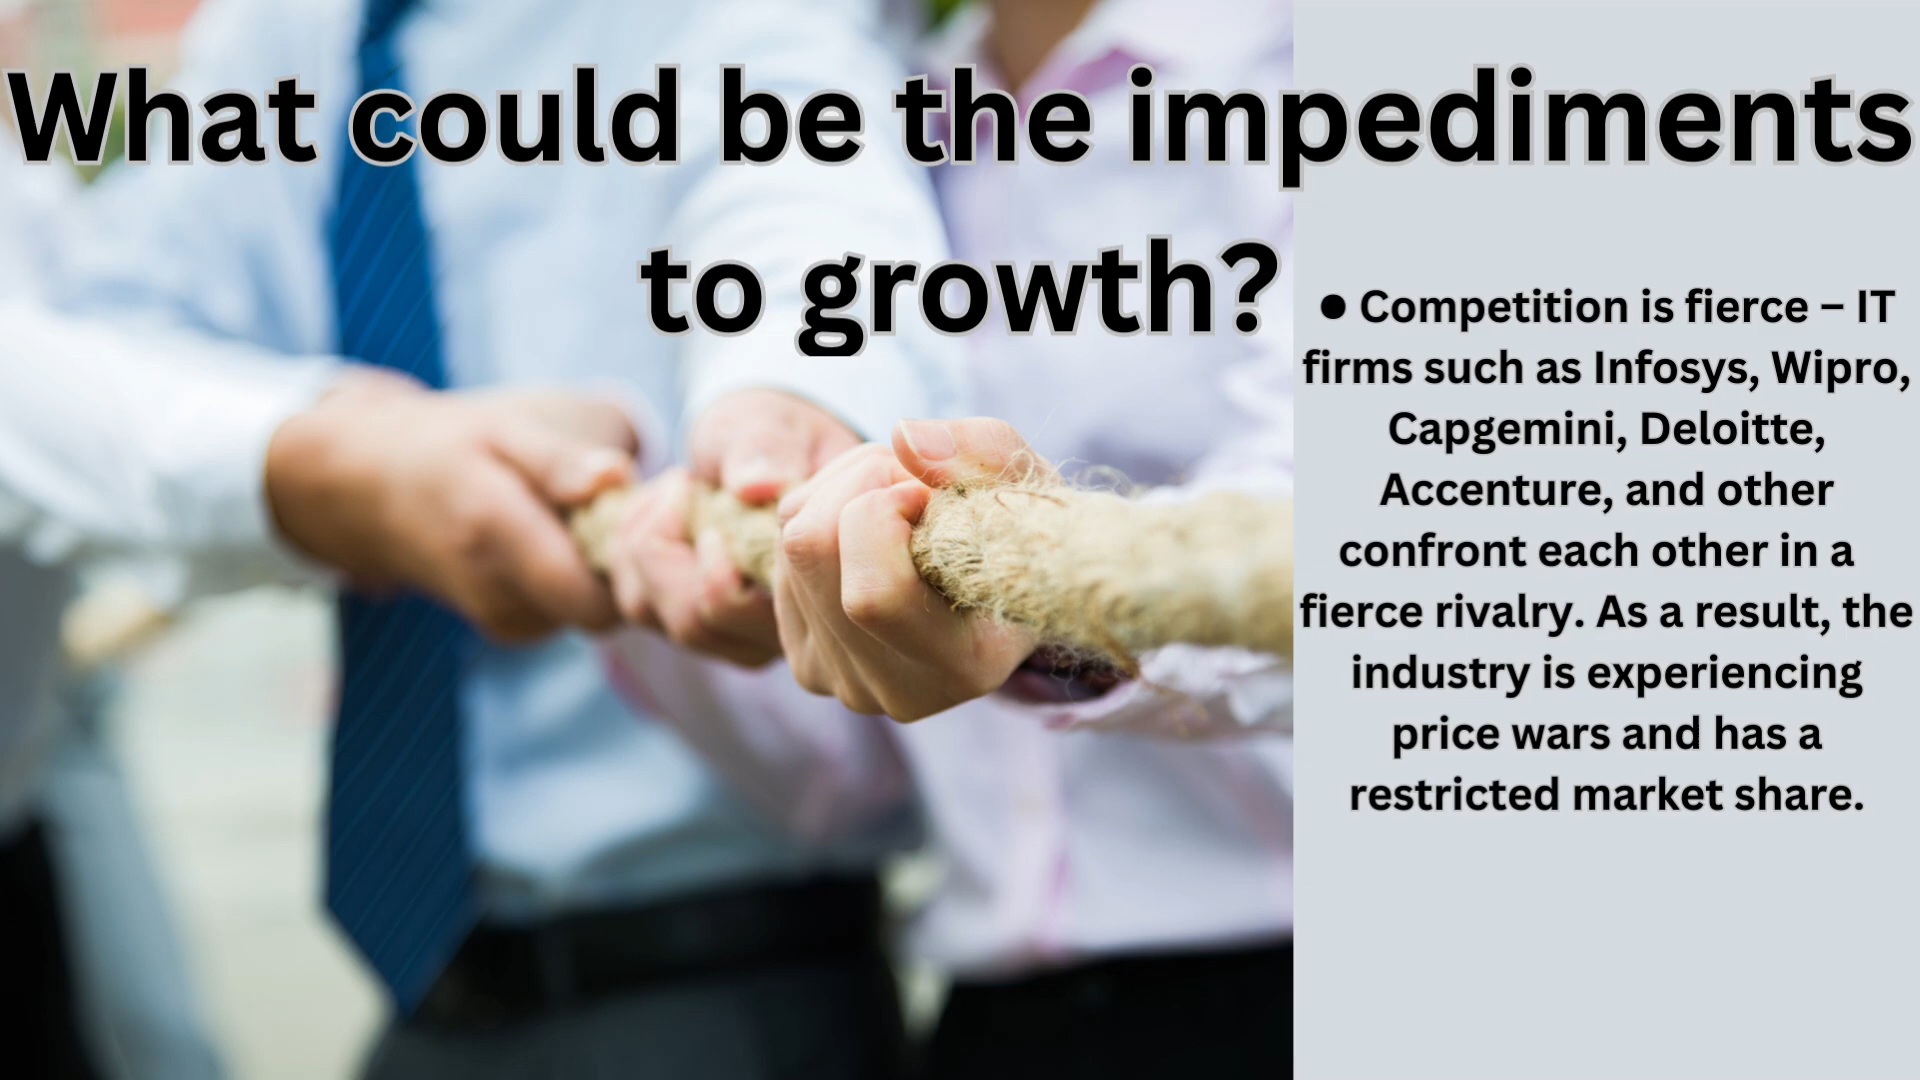 What could be the impediments
to growth?
● Competition is fierce – IT
firms such as Infosys, Wipro,
Capgemini, Deloitte,
Accenture, and other
confront each other in a
fierce rivalry. As a result, the
industry is experiencing
price wars and has a
restricted market share.